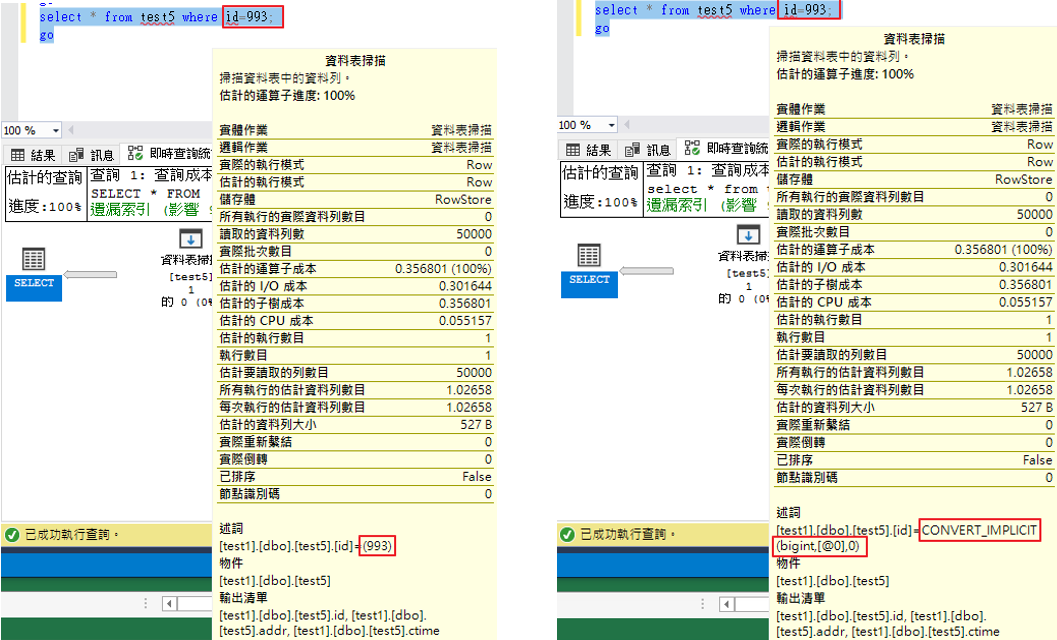 select * from test5 where id=993;
go
資料表掃描
掃描資料表中的資料列。
估計的運算子進度: 100%
實體作業 資料表掃描
邏輯作業 資料表掃描
實際的執行模式 Row
估計的執行模式 Row
儲存體 RowStore
所有執行的實際資料列數目 0
讀取的資料列數 50000
實際批次數目 0
估計的運算子成本 0.356801 (100%)
估計的 I/O 成本 0.301644
估計的子樹成本 0.356801
估計的 CPU 成本 0.055157
估計的執行數目 1
執行數目 1
估計要讀取的列數目 50000
所有執行的估計資料列數目 1.02658
每次執行的估計資料列數目 1.02658
估計的資料列大小 527 B
實際重新繫結 0
實際倒轉 0
已排序 False
節點識別碼 0
述詞
[test1].[dbo].[test5].[id]=(993)
物件
[test1].[dbo].[test5]
輸出清單
[test1].[dbo].[test5].id, [test1].[dbo].
[test5].addr, [test1].[dbo].[test5].ctime
100 %
結果 訊息 即時查詢統
估計的查詢
進度:100%
查詢 1: 查詢成本
SELECT * FROM
遺漏索引 (影響
SELECT
資料表掃
[test5]
1
的 0 (0%
已成功執行查詢。
select * from test5 where id=993;
go
資料表掃描
掃描資料表中的資料列。
估計的運算子進度: 100%
實體作業 資料表掃描
邏輯作業 資料表掃描
實際的執行模式 Row
估計的執行模式 Row
儲存體 RowStore
所有執行的實際資料列數目 0
讀取的資料列數 50000
實際批次數目 0
估計的運算子成本 0.356801 (100%)
估計的 I/O 成本 0.301644
估計的子樹成本 0.356801
估計的 CPU 成本 0.055157
估計的執行數目 1
執行數目 1
估計要讀取的列數目 50000
所有執行的估計資料列數目 1.02658
每次執行的估計資料列數目 1.02658
估計的資料列大小 527 B
實際重新繫結 0
實際倒轉 0
已排序 False
節點識別碼 0
述詞
[test1].[dbo].[test5].[id]=CONVERT_IMPLICIT
(bigint,[@0],0)
物件
[test1].[dbo].[test5]
輸出清單
[test1].[dbo].[test5].id, [test1].[dbo].
[test5].addr, [test1].[dbo].[test5].ctime
100 %
結果 訊息 即時查詢統
估計的查詢
進度:100%
查詢 1: 查詢成本
select * from t
遺漏索引 (影響
SELECT
資料表掃
[test5]
1
的 0 (0%
已成功執行查詢。